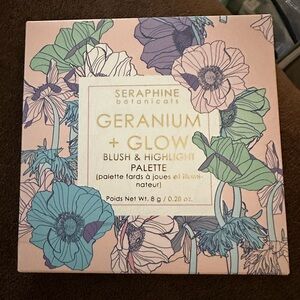 SERAPHINE
botanicals
GERANIUM
+ GLOW
BLUSH & HIGHLIGHT
PALETTE
(palette fards à joues et illumi-
nateur)
Poids Net Wt. 8 g / 0.28 oz.